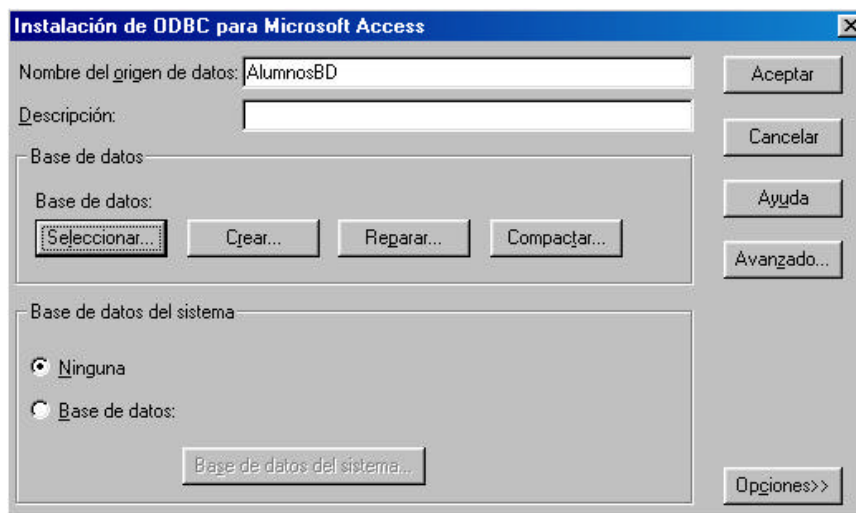 Instalación de ODBC para Microsoft Access
Nombre del origen de datos: AlumnosBD
Aceptar
Descripción:
Cancelar
Base de datos
Base de datos:
Ayuda
Seleccionar... Crear... Reparar... Compactar...
Avanzado...
Base de datos del sistema
Ninguna
Base de datos:
Base de datos del sistema...
Opciones>>